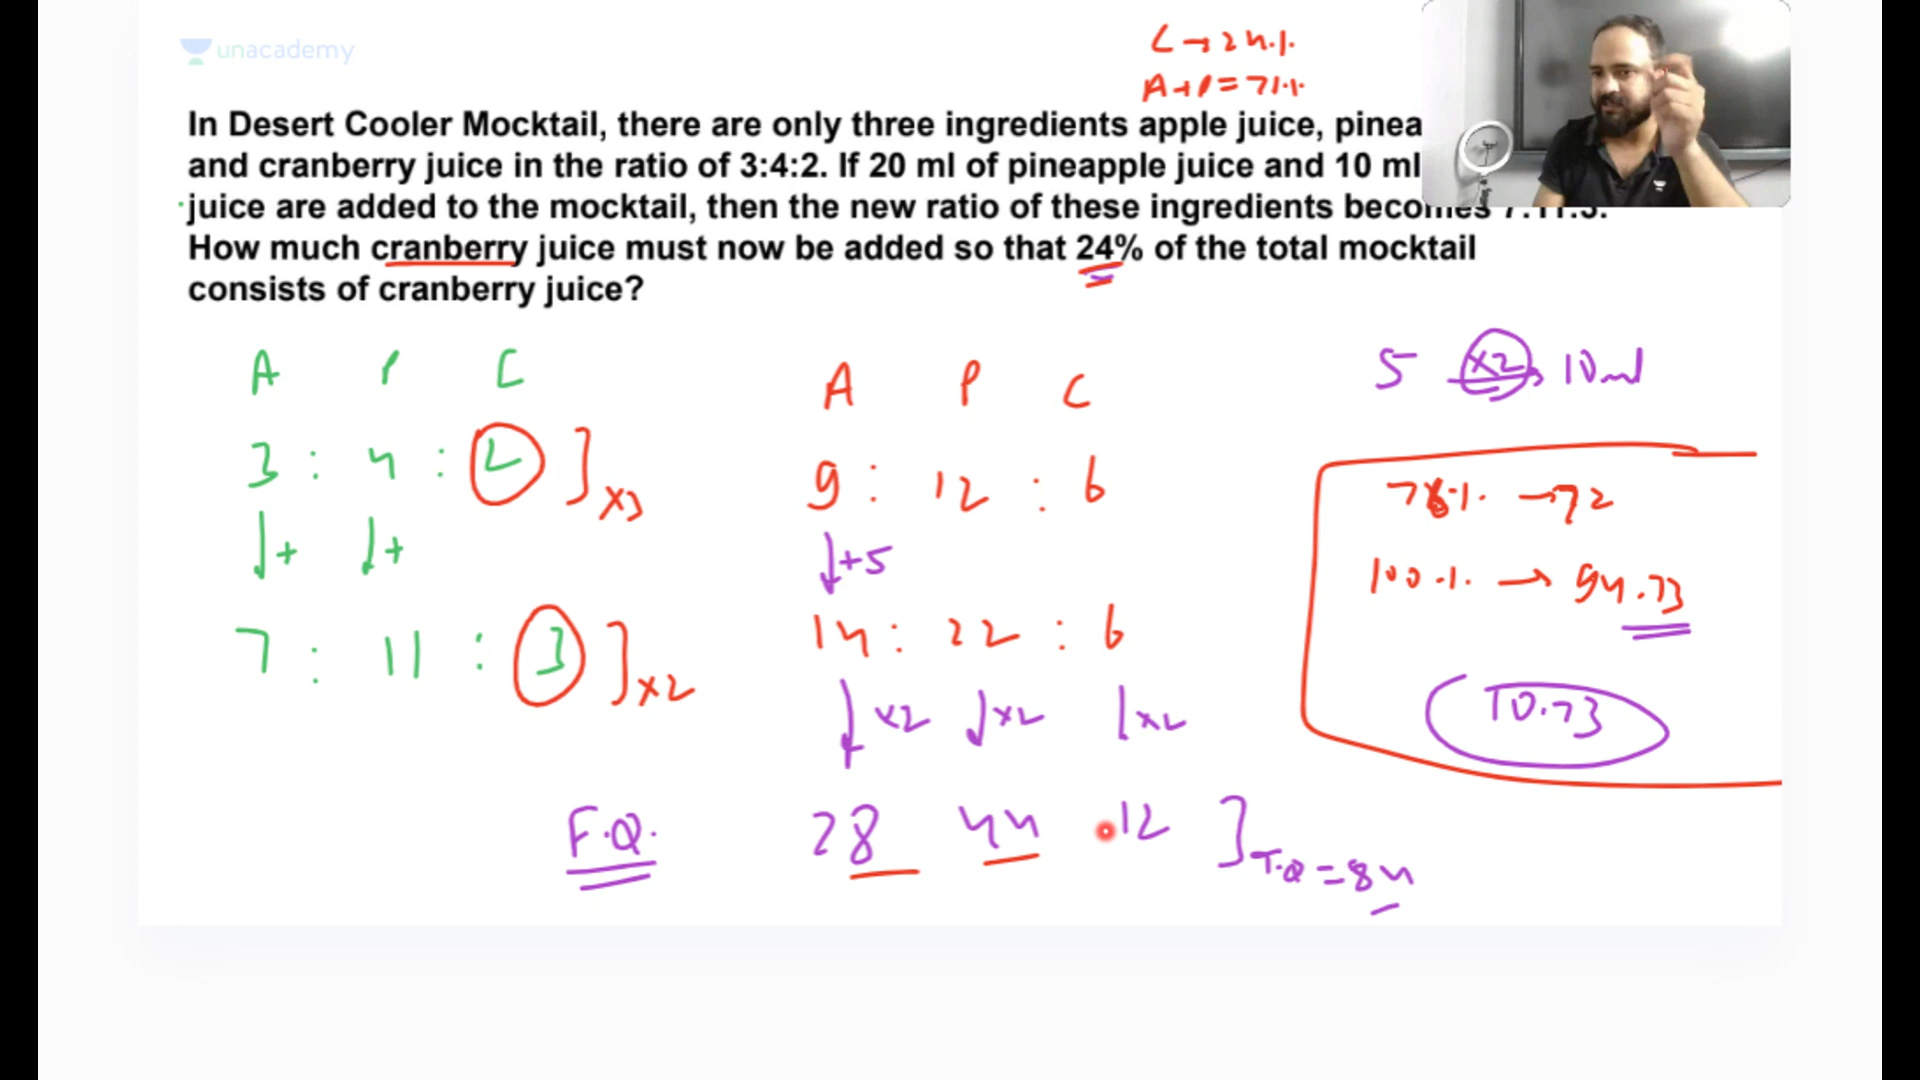 unacademy
C → 24%
A + P = 71%
In Desert Cooler Mocktail, there are only three ingredients apple juice, pinea
and cranberry juice in the ratio of 3:4:2. If 20 ml of pineapple juice and 10 ml
juice are added to the mocktail, then the new ratio of these ingredients becomes 7:11:3.
How much cranberry juice must now be added so that 24% of the total mocktail
consists of cranberry juice?
A P C
3 : 4 : 2 ] x3
↓+ ↓+
7 : 11 : 3 ] x2
A P C
9 : 12 : 6
↓+5
14 : 22 : 6
↓x2 ↓x2 ↓x2
F.Q. 28 44 12 ] T.Q = 84
5 x2 → 10ml
76% → 72
100% → 94.73
10.73